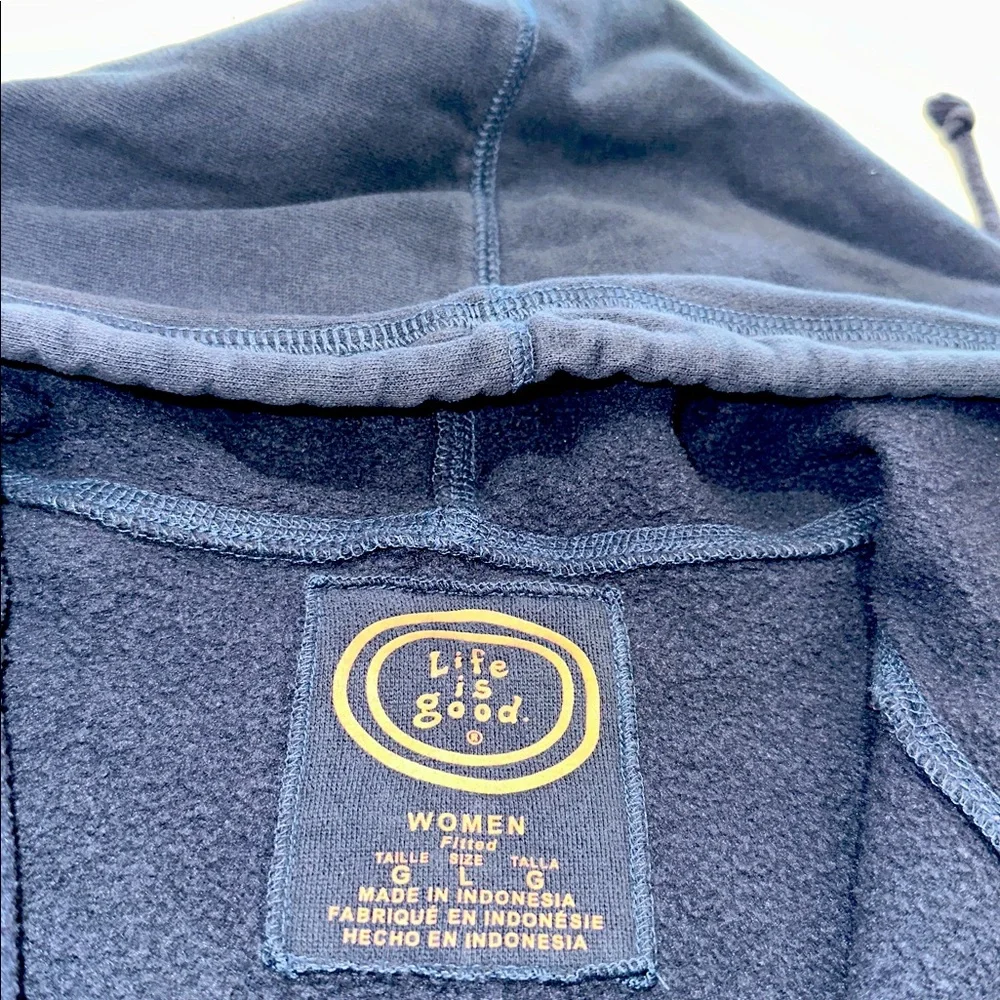 Life
is
good.
®
WOMEN
Fitted
TAILLE SIZE TALLA
G L G
MADE IN INDONESIA
FABRIQUÉ EN INDONÉSIE
HECHO EN INDONESIA